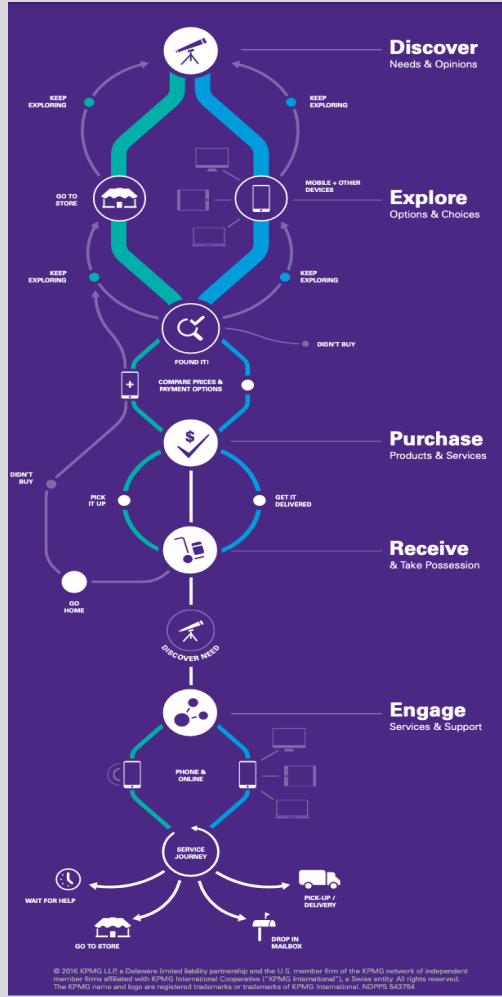 Discover
Needs & Opinions
KEEP
EXPLORING
KEEP
EXPLORING
GO TO
STORE
MOBILE + OTHER
DEVICES
Explore
Options & Choices
KEEP
EXPLORING
KEEP
EXPLORING
DIDN'T BUY
FOUND IT!
COMPARE PRICES &
PAYMENT OPTIONS
+
$
Purchase
Products & Services
DIDN'T
BUY
PICK
IT UP
GET IT
DELIVERED
Receive
& Take Possession
GO
HOME
DISCOVER NEED
Engage
Services & Support
PHONE &
ONLINE
SERVICE
JOURNEY
WAIT FOR HELP
PICK-UP /
DELIVERY
GO TO STORE
DROP IN
MAILBOX
© 2016 KPMG LLP, a Delaware limited liability partnership and the U.S. member firm of the KPMG network of independent
member firms affiliated with KPMG International Cooperative ("KPMG International"), a Swiss entity. All rights reserved.
The KPMG name and logo are registered trademarks or trademarks of KPMG International. NDPPS 543754